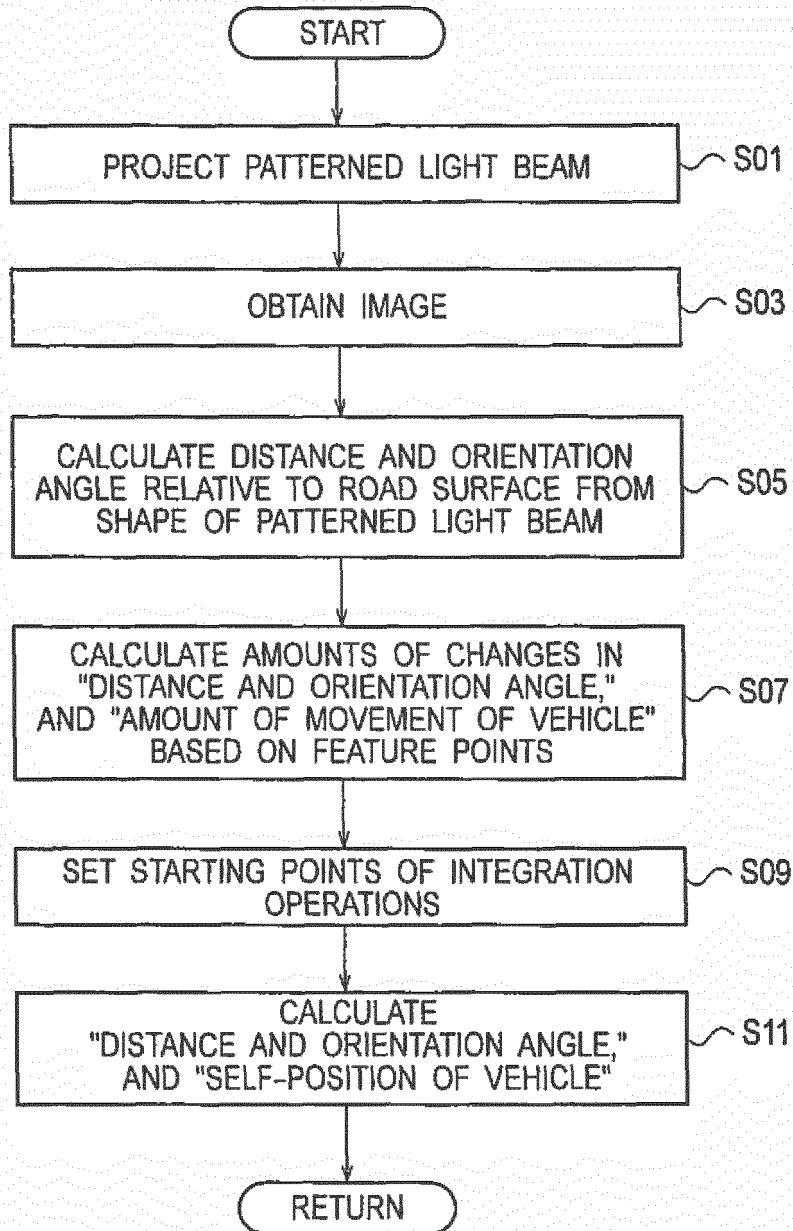 START
PROJECT PATTERNED LIGHT BEAM
S01
OBTAIN IMAGE
S03
CALCULATE DISTANCE AND ORIENTATION
ANGLE RELATIVE TO ROAD SURFACE FROM
SHAPE OF PATTERNED LIGHT BEAM
S05
CALCULATE AMOUNTS OF CHANGES IN
"DISTANCE AND ORIENTATION ANGLE,"
AND "AMOUNT OF MOVEMENT OF VEHICLE"
BASED ON FEATURE POINTS
S07
SET STARTING POINTS OF INTEGRATION
OPERATIONS
S09
CALCULATE
"DISTANCE AND ORIENTATION ANGLE,"
AND "SELF-POSITION OF VEHICLE"
S11
RETURN